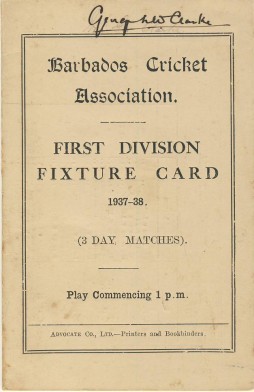 Barbados Cricket
Association.
FIRST DIVISION
FIXTURE CARD
1937-38.
(3 DAY MATCHES).
Play Commencing 1 p.m.
ADVOCATE CO., LTD.—Printers and Bookbinders.